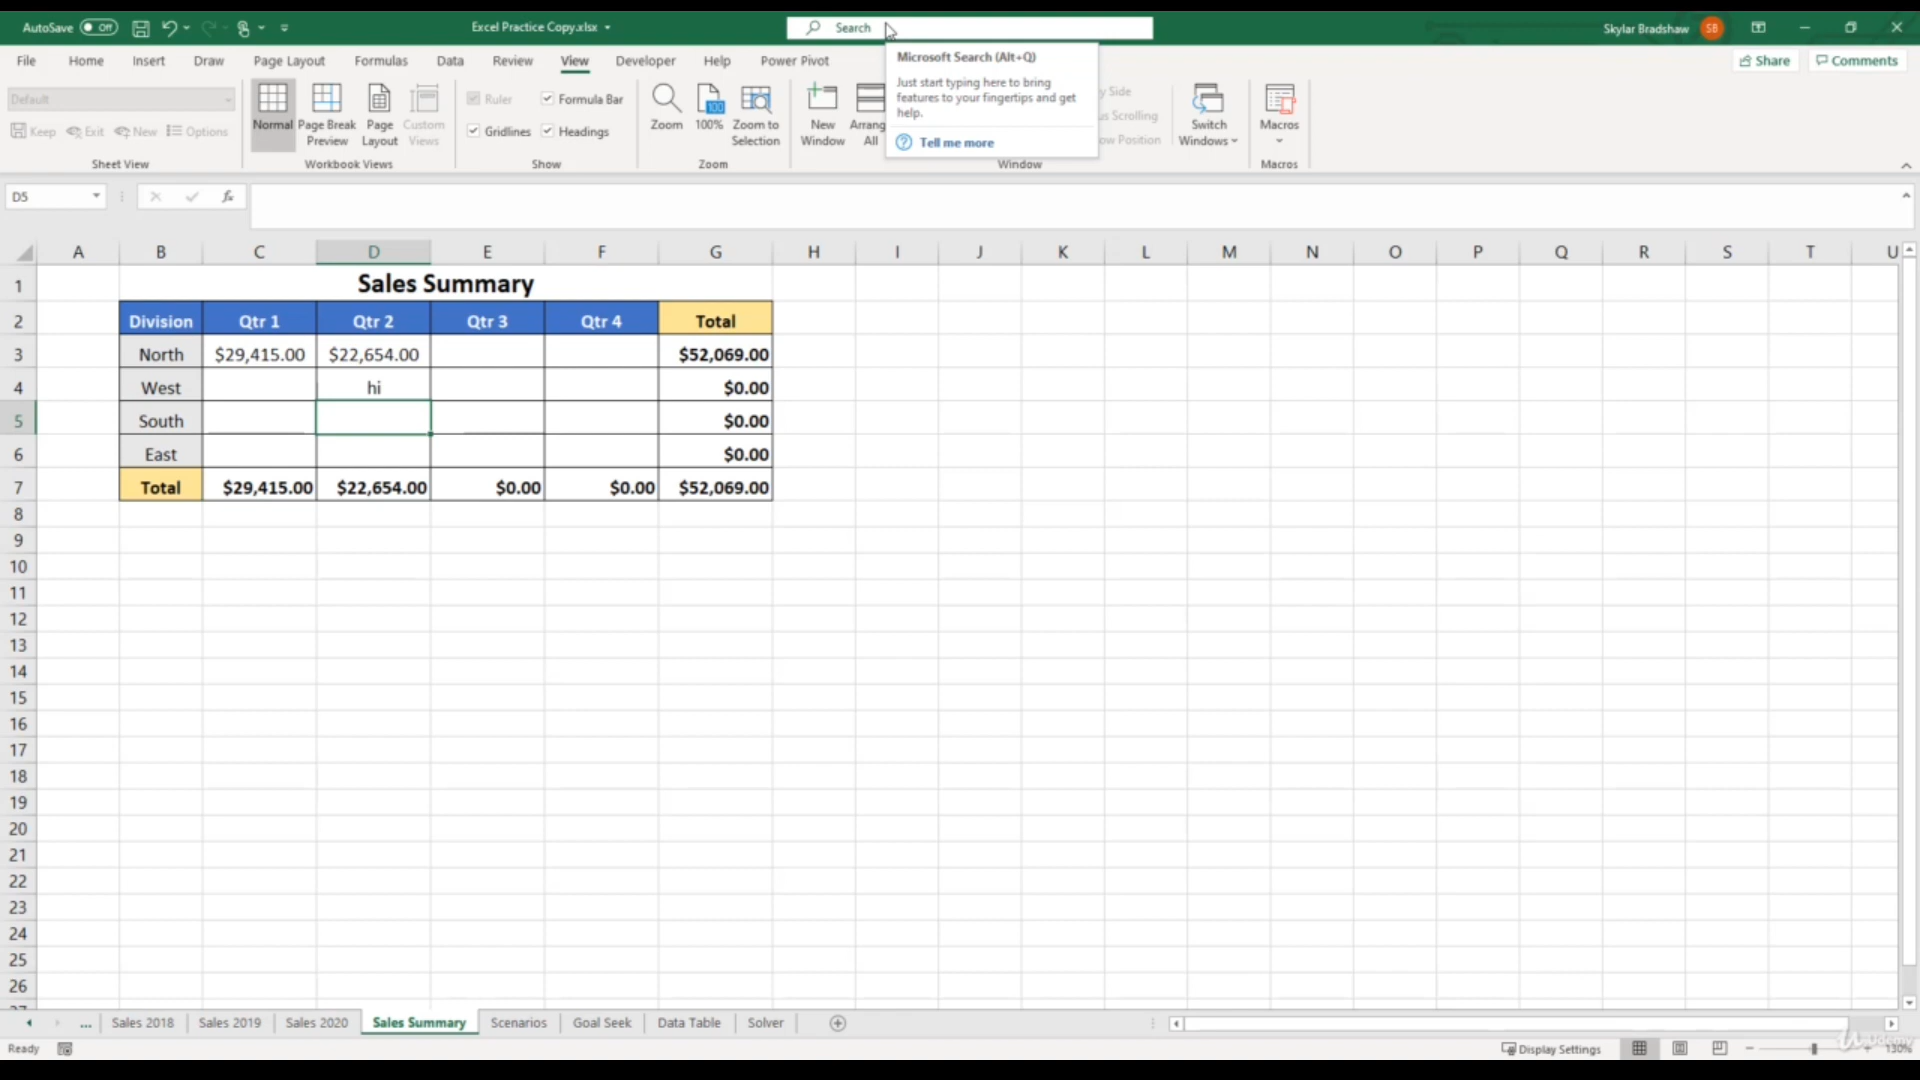 AutoSave Off
Excel Practice Copy.xlsx
Search
Skylar Bradshaw SB
File Home Insert Draw Page Layout Formulas Data Review View Developer Help Power Pivot
Share Comments
Microsoft Search (Alt+Q)
Just start typing here to bring
features to your fingertips and get
help.
Tell me more
Default
Keep Exit New Options
Sheet View
Normal
Page Break
Preview
Page
Layout
Custom
Views
Workbook Views
Ruler Formula Bar
Gridlines Headings
Show
Zoom
100%
Zoom to
Selection
Zoom
New
Window
Arrang
All
y Side
us Scrolling
ow Position
Window
Switch
Windows
Macros
Macros
D5
fx
A B C D E F G H I J K L M N O P Q R S T U
1 Sales Summary
2 Division Qtr 1 Qtr 2 Qtr 3 Qtr 4 Total
3 North $29,415.00 $22,654.00 $52,069.00
4 West hi $0.00
5 South $0.00
6 East $0.00
7 Total $29,415.00 $22,654.00 $0.00 $0.00 $52,069.00
8
9
10
11
12
13
14
15
16
17
18
19
20
21
22
23
24
25
26
... Sales 2018 Sales 2019 Sales 2020 Sales Summary Scenarios Goal Seek Data Table Solver
Ready
Display Settings
130%
Udemy